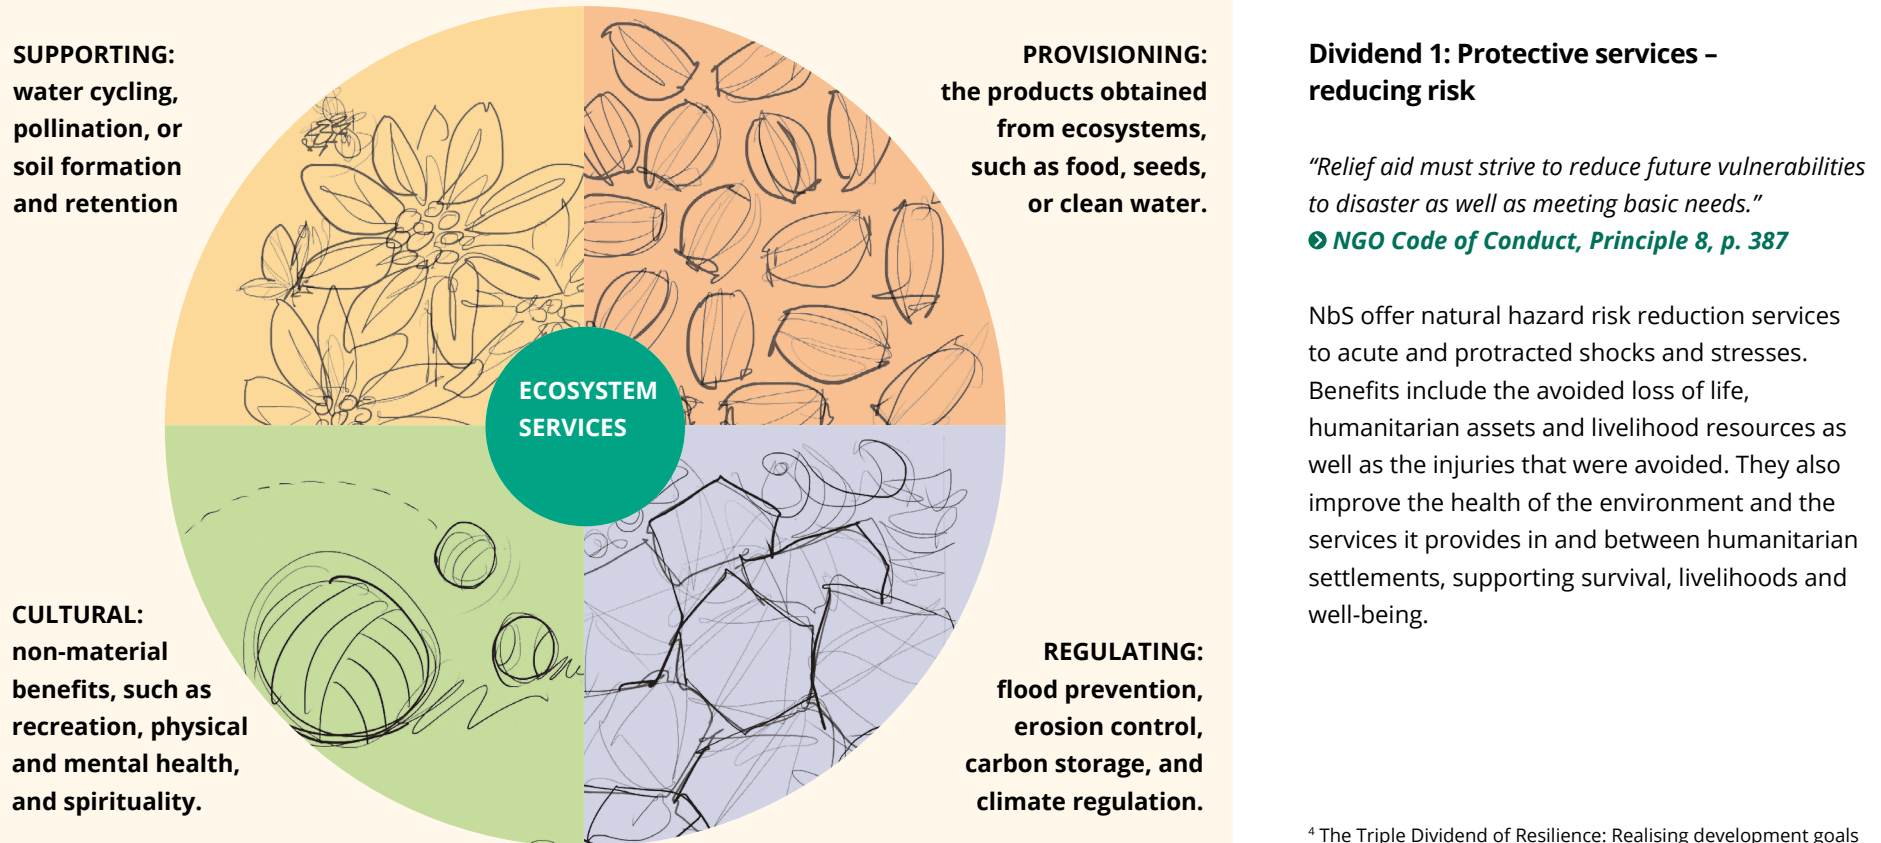 SUPPORTING:
water cycling,
pollination, or
soil formation
and retention
PROVISIONING:
the products obtained
from ecosystems,
such as food, seeds,
or clean water.
ECOSYSTEM
SERVICES
CULTURAL:
non-material
benefits, such as
recreation, physical
and mental health,
and spirituality.
REGULATING:
flood prevention,
erosion control,
carbon storage, and
climate regulation.
Dividend 1: Protective services –
reducing risk
“Relief aid must strive to reduce future vulnerabilities
to disaster as well as meeting basic needs.”
NGO Code of Conduct, Principle 8, p. 387
NbS offer natural hazard risk reduction services
to acute and protracted shocks and stresses.
Benefits include the avoided loss of life,
humanitarian assets and livelihood resources as
well as the injuries that were avoided. They also
improve the health of the environment and the
services it provides in and between humanitarian
settlements, supporting survival, livelihoods and
well-being.
⁴ The Triple Dividend of Resilience: Realising development goals